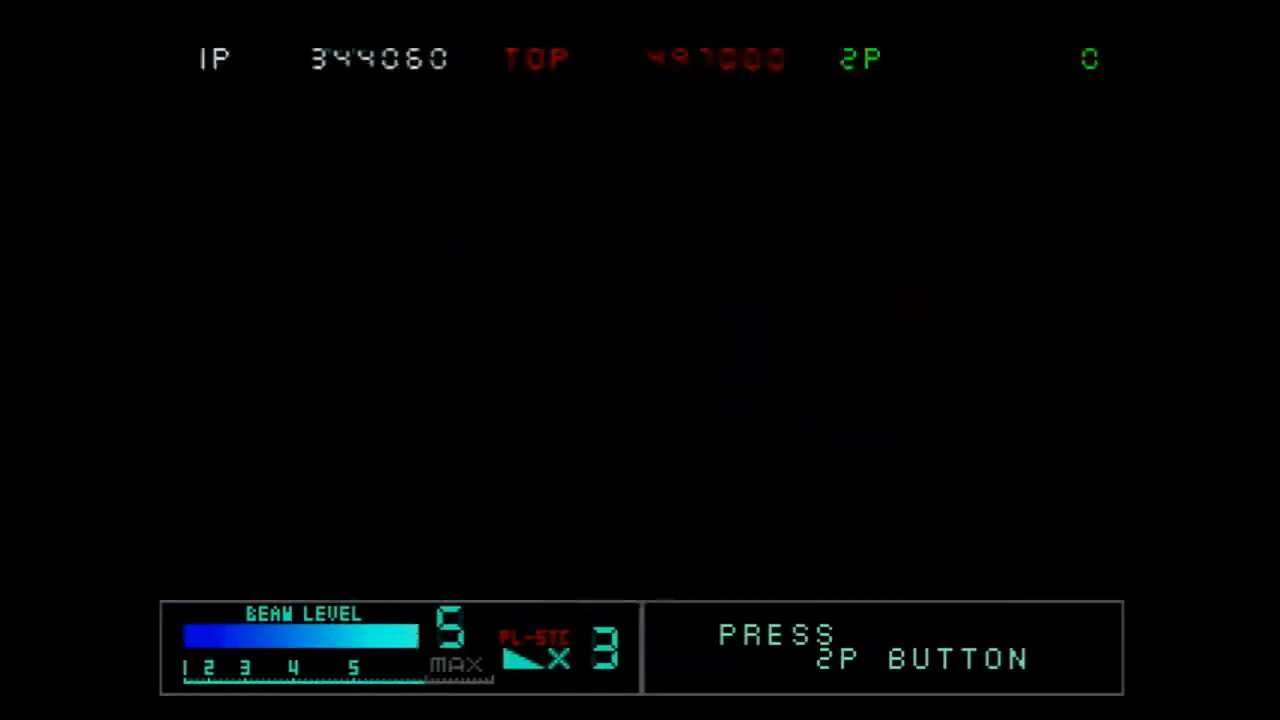 1P 344060 TOP 497000 2P 0
BEAM LEVEL 5
PL-STC
X 3
1 2 3 4 5 MAX
PRESS
2P BUTTON